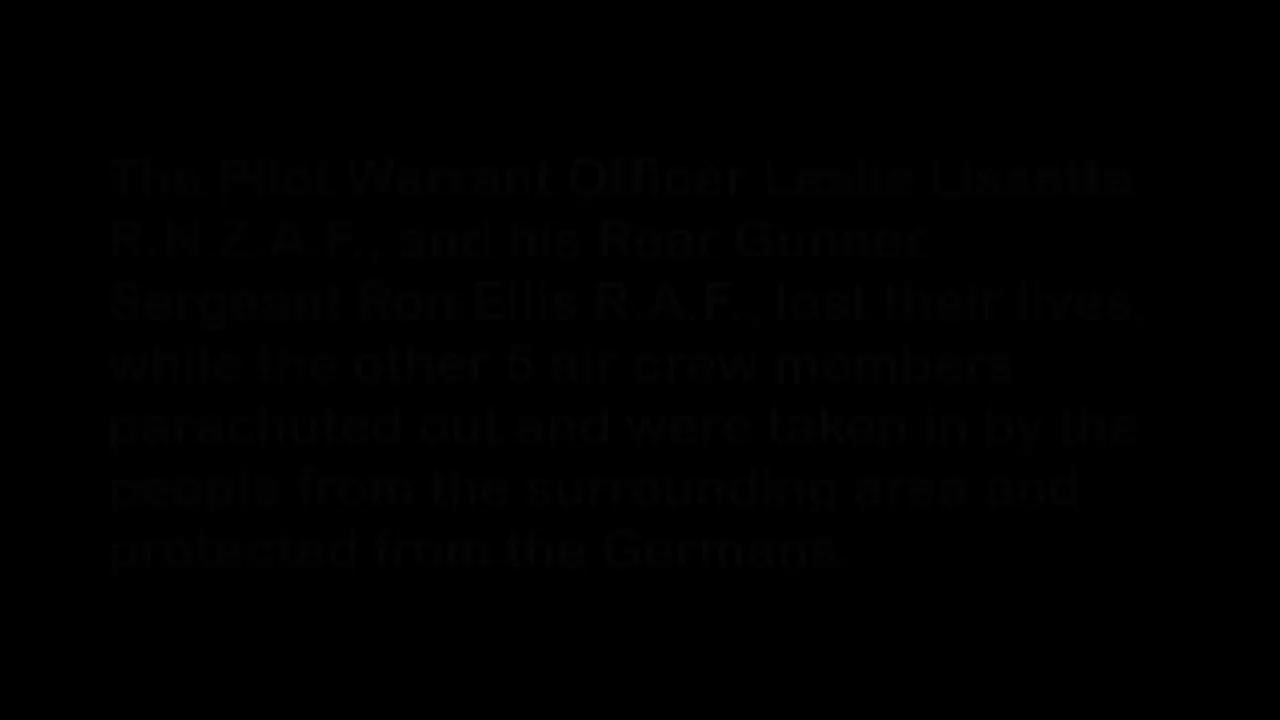 The Pilot Warrant Officer Leslie Lissette
R.N.Z.A.F., and his Rear Gunner
Sergeant Ron Ellis R.A.F., lost their lives,
while the other 5 air crew members
parachuted out and were taken in by the
people from the surrounding area and
protected from the Germans.